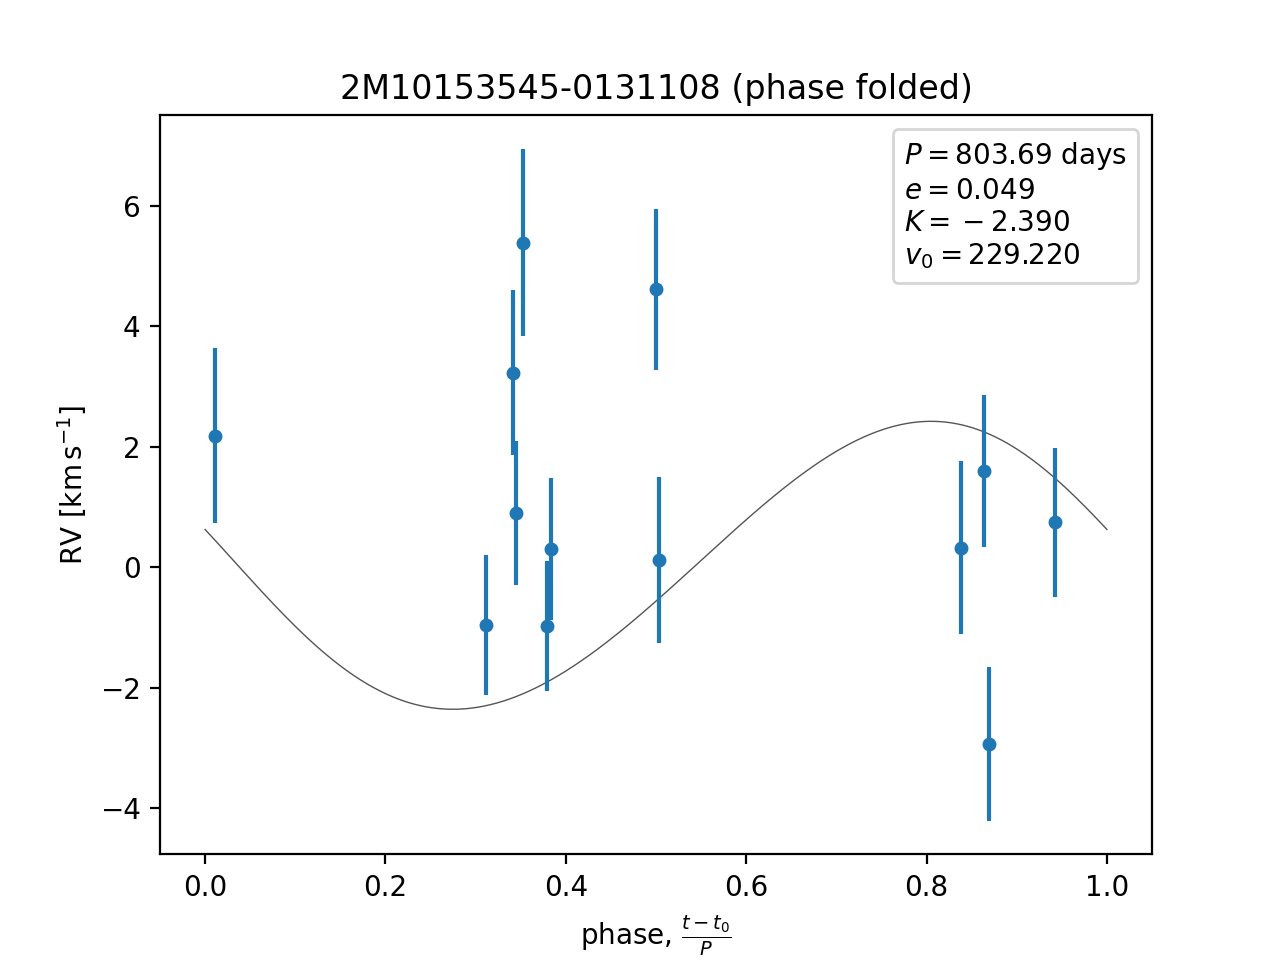 2M10153545-0131108 (phase folded)
P = 803.69 days
e = 0.049
K = −2.390
v₀ = 229.220
RV [km s⁻¹]
6
4
2
0
−2
−4
0.0 0.2 0.4 0.6 0.8 1.0
phase, (t − t₀)/P